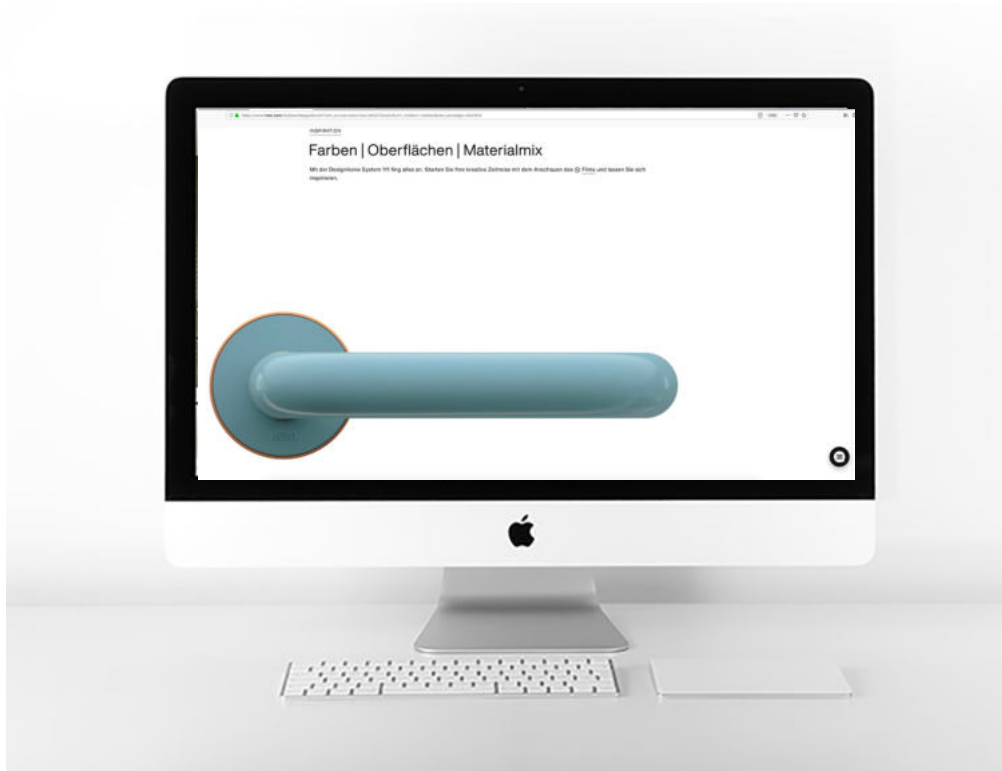 INSPIRATION
Farben | Oberflächen | Materialmix
Mit der Designikone System 111 fing alles an. Starten Sie Ihre kreative Zeitreise mit dem Anschauen des Films und lassen Sie sich
inspirieren.